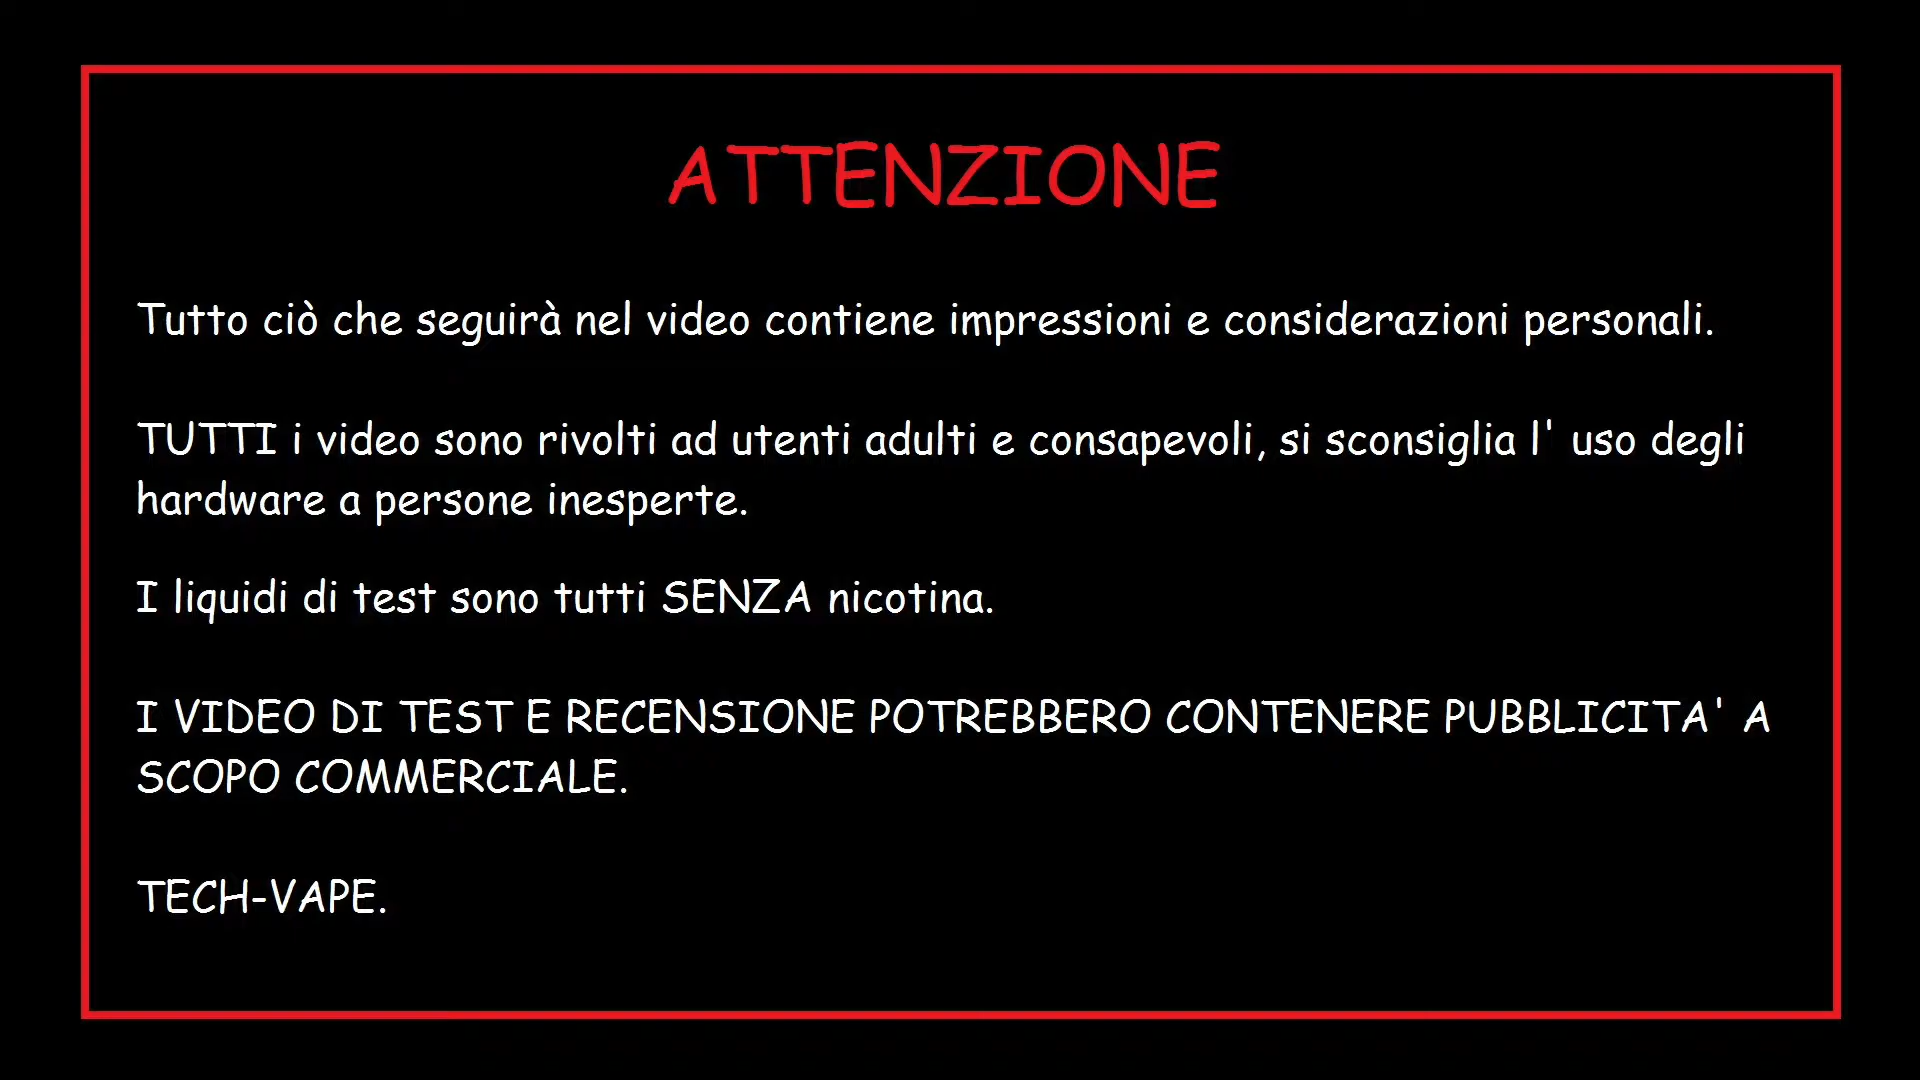 ATTENZIONE
Tutto ciò che seguirà nel video contiene impressioni e considerazioni personali.
TUTTI i video sono rivolti ad utenti adulti e consapevoli, si sconsiglia l' uso degli
hardware a persone inesperte.
I liquidi di test sono tutti SENZA nicotina.
I VIDEO DI TEST E RECENSIONE POTREBBERO CONTENERE PUBBLICITA' A
SCOPO COMMERCIALE.
TECH-VAPE.